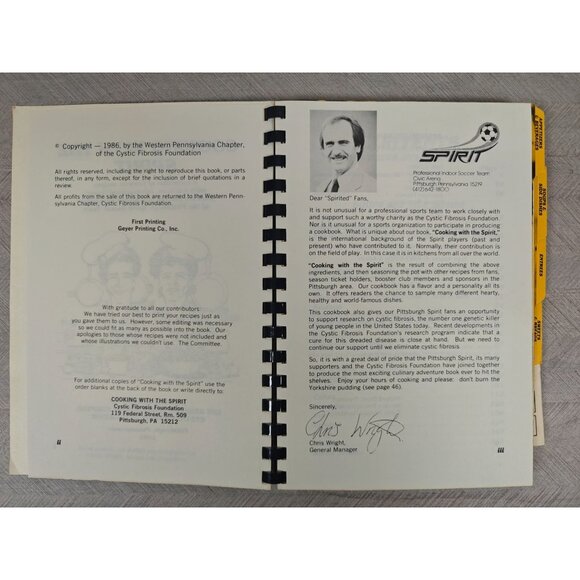 © Copyright — 1986, by the Western Pennsylvania Chapter,
of the Cystic Fibrosis Foundation
All rights reserved, including the right to reproduce this book, or parts
thereof, in any form, except for the inclusion of brief quotations in a
review.
All profits from the sale of this book are returned to the Western Penn-
sylvania Chapter, Cystic Fibrosis Foundation.
First Printing
Geyer Printing Co., Inc.
With gratitude to all our contributors:
We have tried our best to print your recipes just as
you gave them to us. However, some editing was necessary
so we could fit as many as possible into the book. Our
apologies to those whose recipes were not included and
whose illustrations we couldn't use. The Committee.
For additional copies of "Cooking with the Spirit" use the
order blanks at the back of the book or write directly to:
COOKING WITH THE SPIRIT
Cystic Fibrosis Foundation
119 Federal Street, Rm. 509
Pittsburgh, PA 15212
ii
SPIRIT
Professional Indoor Soccer Team
Civic Arena
Pittsburgh Pennsylvania 15219
(412) 642-1800
Dear "Spirited" Fans,
It is not unusual for a professional sports team to work closely with
and support such a worthy charity as the Cystic Fibrosis Foundation.
Nor is it unusual for a sports organization to participate in producing
a cookbook. What is unique about our book, "Cooking with the Spirit,"
is the international background of the Spirit players (past and
present) who have contributed to it. Normally, their contribution is
on the field of play. In this case it is in kitchens from all over the world.
"Cooking with the Spirit" is the result of combining the above
ingredients, and then seasoning the pot with other recipes from fans,
season ticket holders, booster club members and sponsors in the
Pittsburgh area. Our cookbook has a flavor and a personality all its
own. It offers readers the chance to sample many different hearty,
healthy and world-famous dishes.
This cookbook also gives our Pittsburgh Spirit fans an opportunity
to support research on cystic fibrosis, the number one genetic killer
of young people in the United States today. Recent developments in
the Cystic Fibrosis Foundation's research program indicate that a
cure for this dreaded disease is close at hand. But we need to
continue our support until we eliminate cystic fibrosis.
So, it is with a great deal of pride that the Pittsburgh Spirit, its many
supporters and the Cystic Fibrosis Foundation have joined together
to produce the most exciting culinary adventure book ever to hit the
shelves. Enjoy your hours of cooking and please: don't burn the
Yorkshire pudding (see page 46).
Sincerely,
Chris Wright
Chris Wright,
General Manager
iii
APPETIZERS
& BEVERAGES
SOUPS &
SIDE DISHES
ENTREES
SWEETS